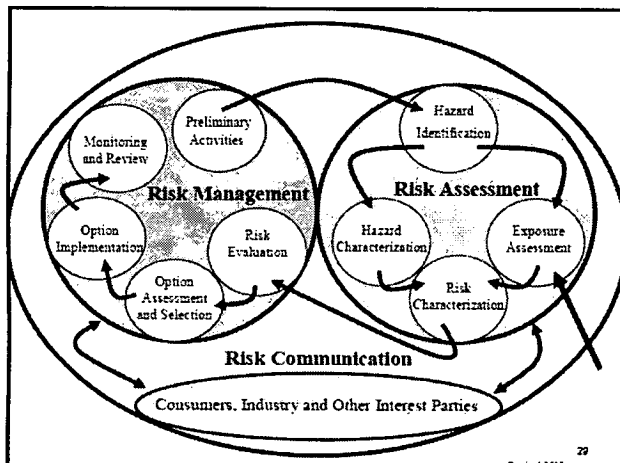 Preliminary
Activities
Monitoring
and Review
Risk Management
Option
Implementation
Risk
Evaluation
Option
Assessment
and Selection
Hazard
Identification
Risk Assessment
Hazard
Characterization
Exposure
Assessment
Risk
Characterization
Risk Communication
Consumers, Industry and Other Interest Parties
29